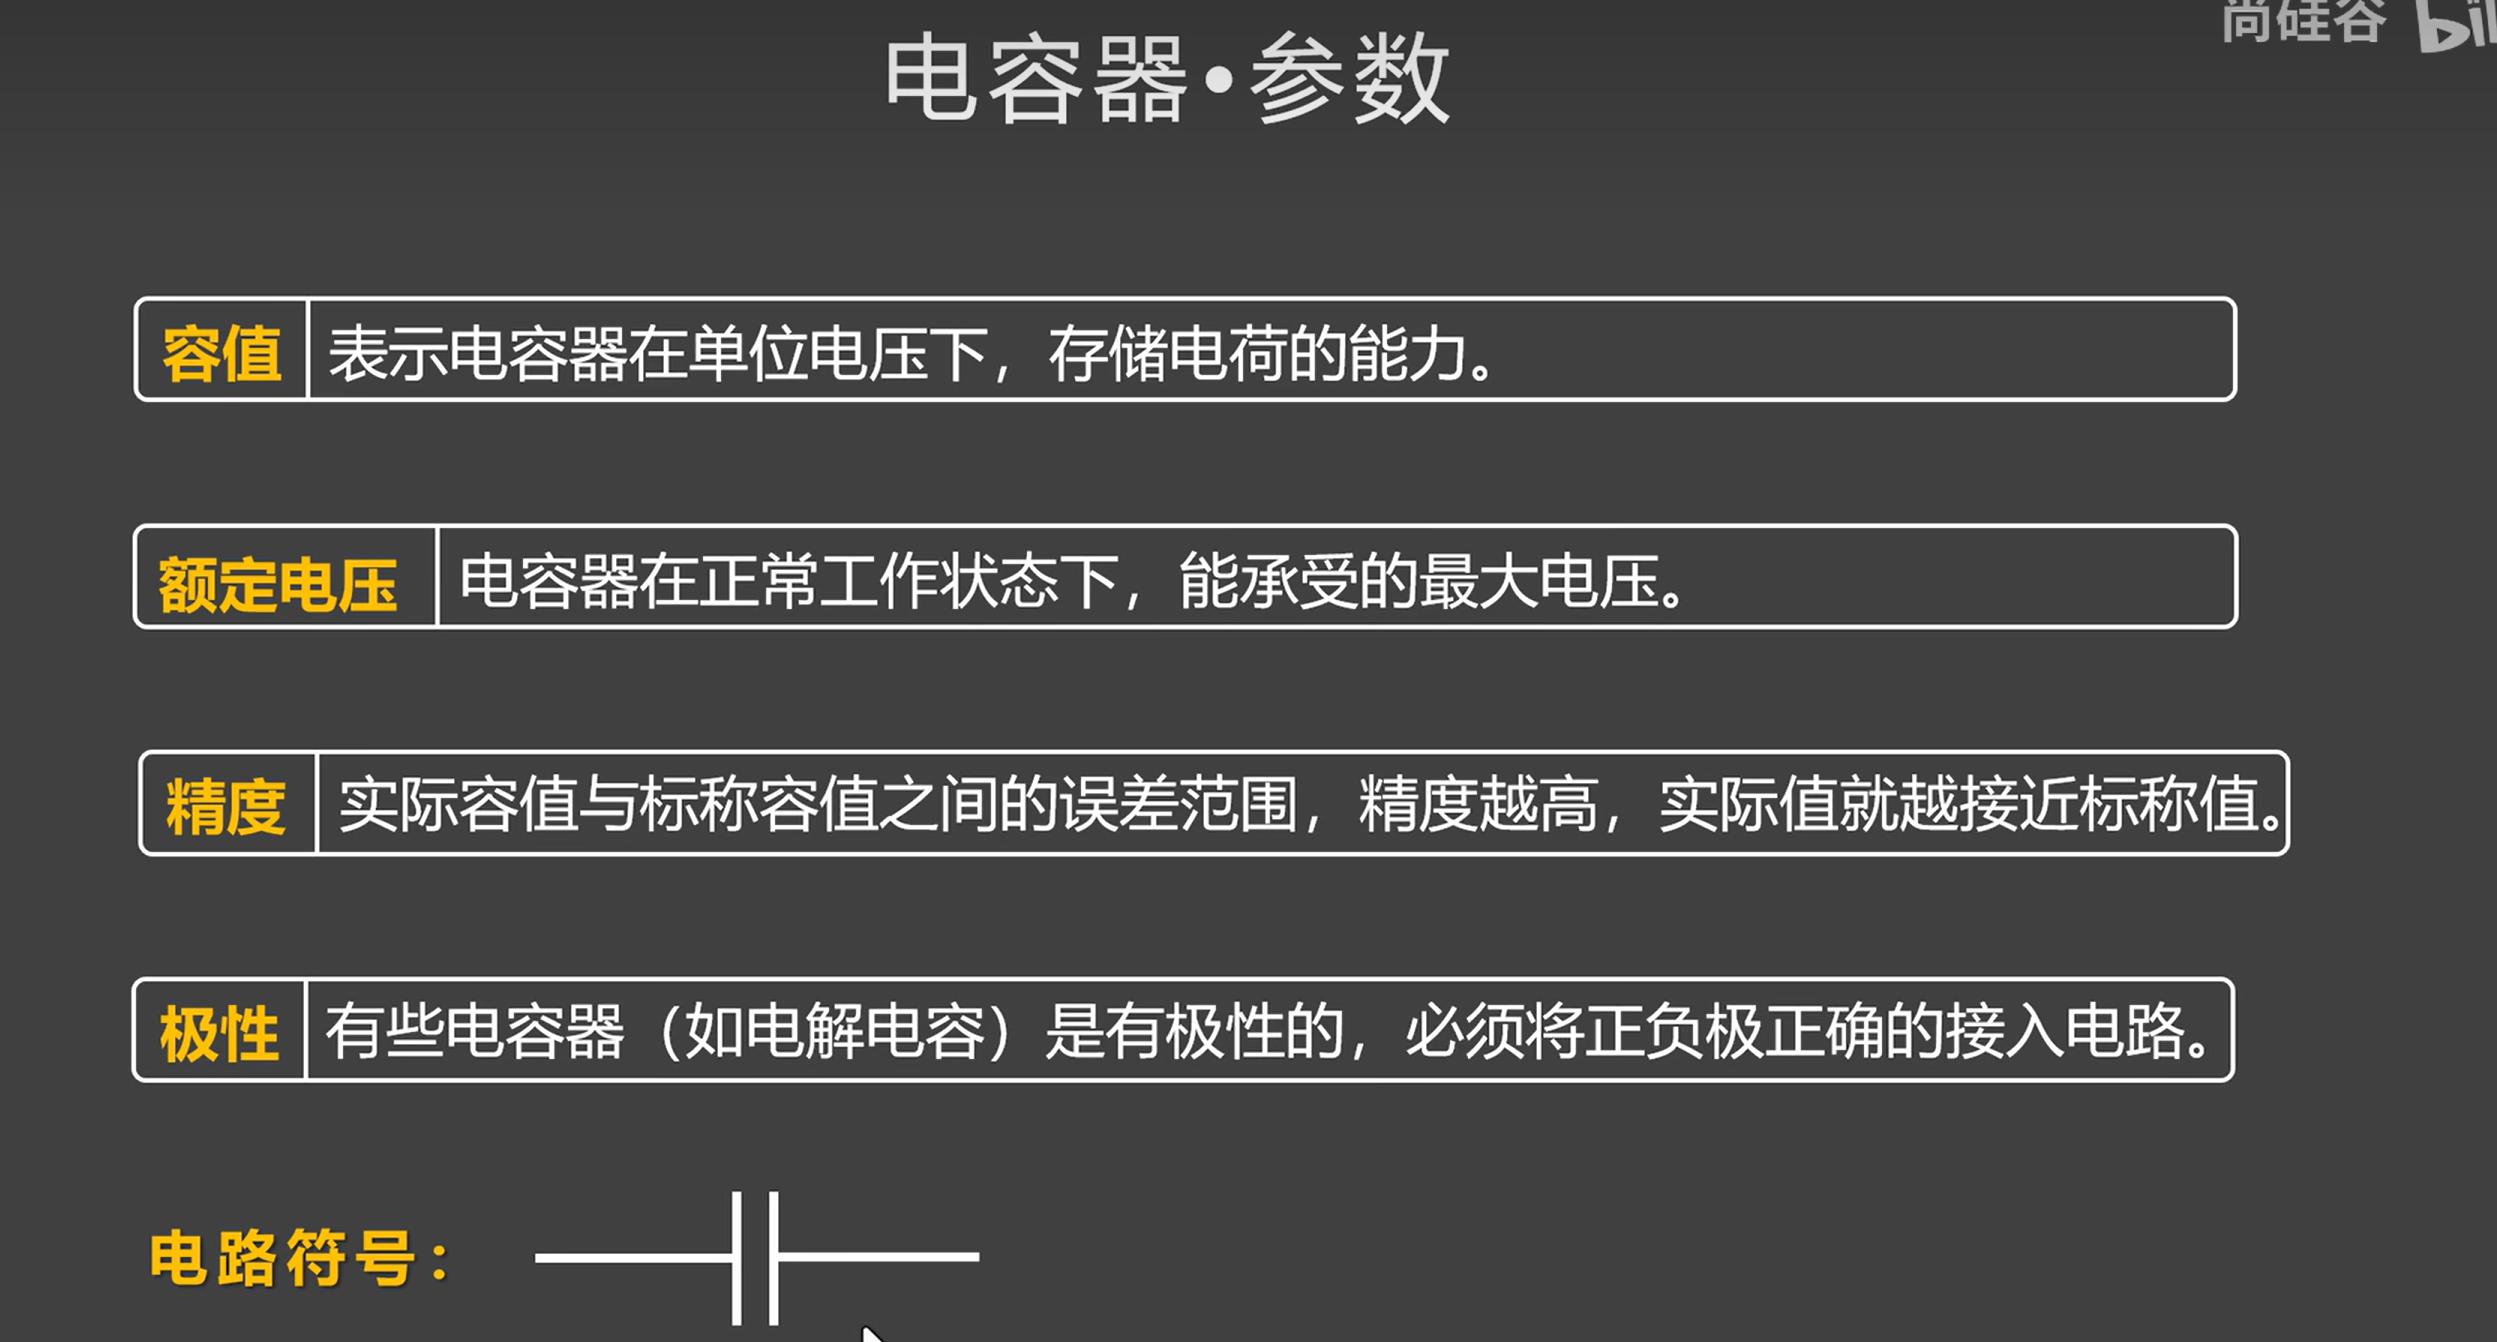 尚硅谷
电容器•参数
容值 表示电容器在单位电压下，存储电荷的能力。
额定电压 电容器在正常工作状态下，能承受的最大电压。
精度 实际容值与标称容值之间的误差范围，精度越高，实际值就越接近标称值。
极性 有些电容器（如电解电容）是有极性的，必须将正负极正确的接入电路。
电路符号：